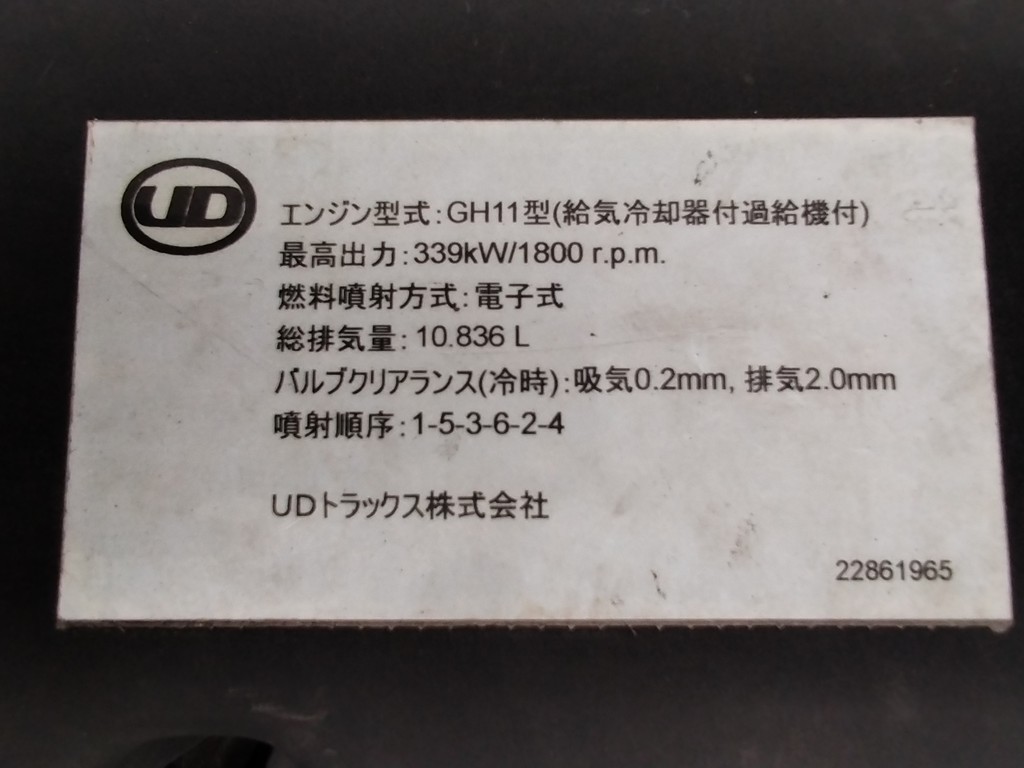 UD
エンジン型式:GH11型(給気冷却器付過給機付)
最高出力:339kW/1800 r.p.m.
燃料噴射方式:電子式
総排気量:10.836 L
バルブクリアランス(冷時):吸気0.2mm, 排気2.0mm
噴射順序:1-5-3-6-2-4
UDトラックス株式会社
22861965